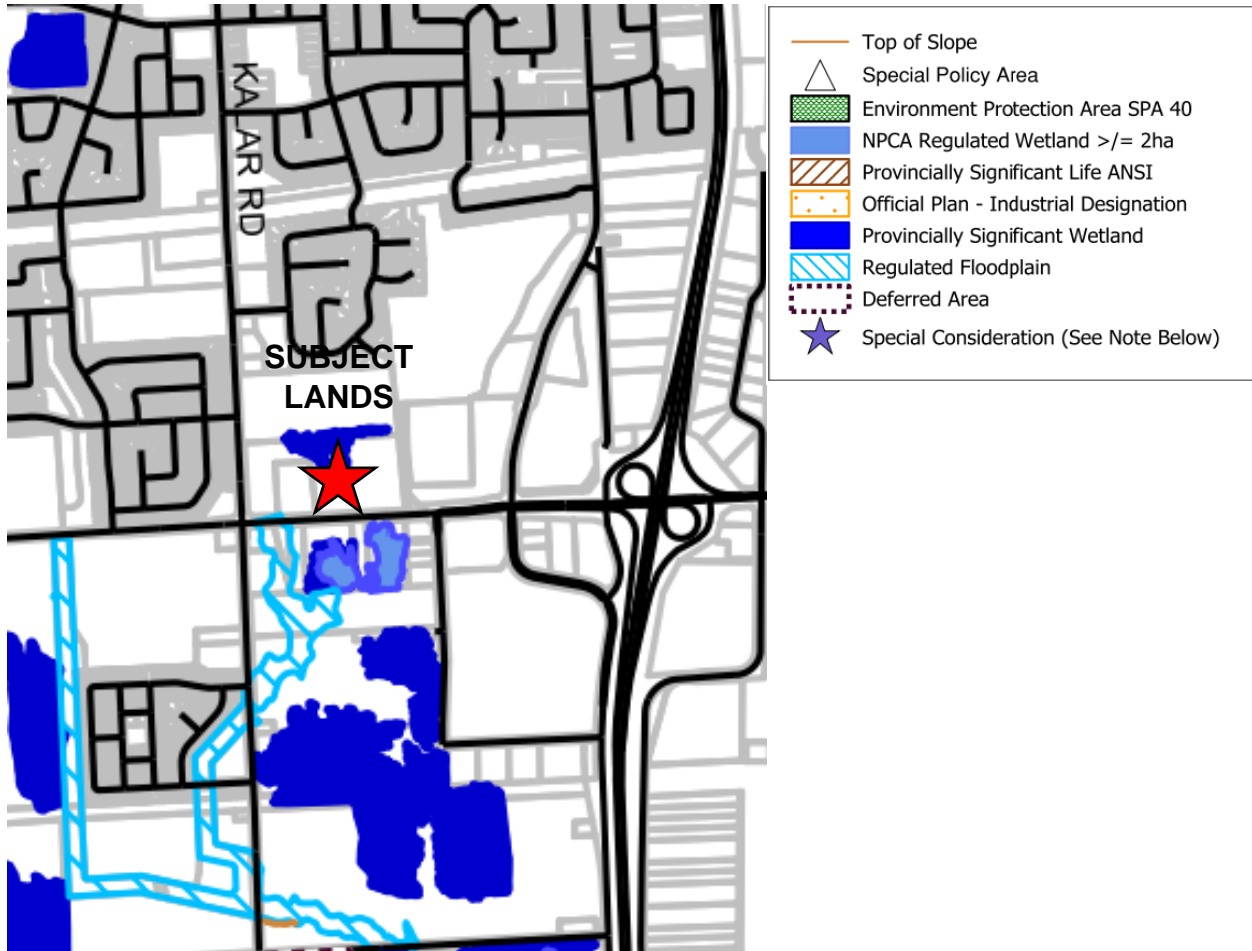 KALAR RD
SUBJECT
LANDS
Top of Slope
Special Policy Area
Environment Protection Area SPA 40
NPCA Regulated Wetland >/= 2ha
Provincially Significant Life ANSI
Official Plan - Industrial Designation
Provincially Significant Wetland
Regulated Floodplain
Deferred Area
Special Consideration (See Note Below)